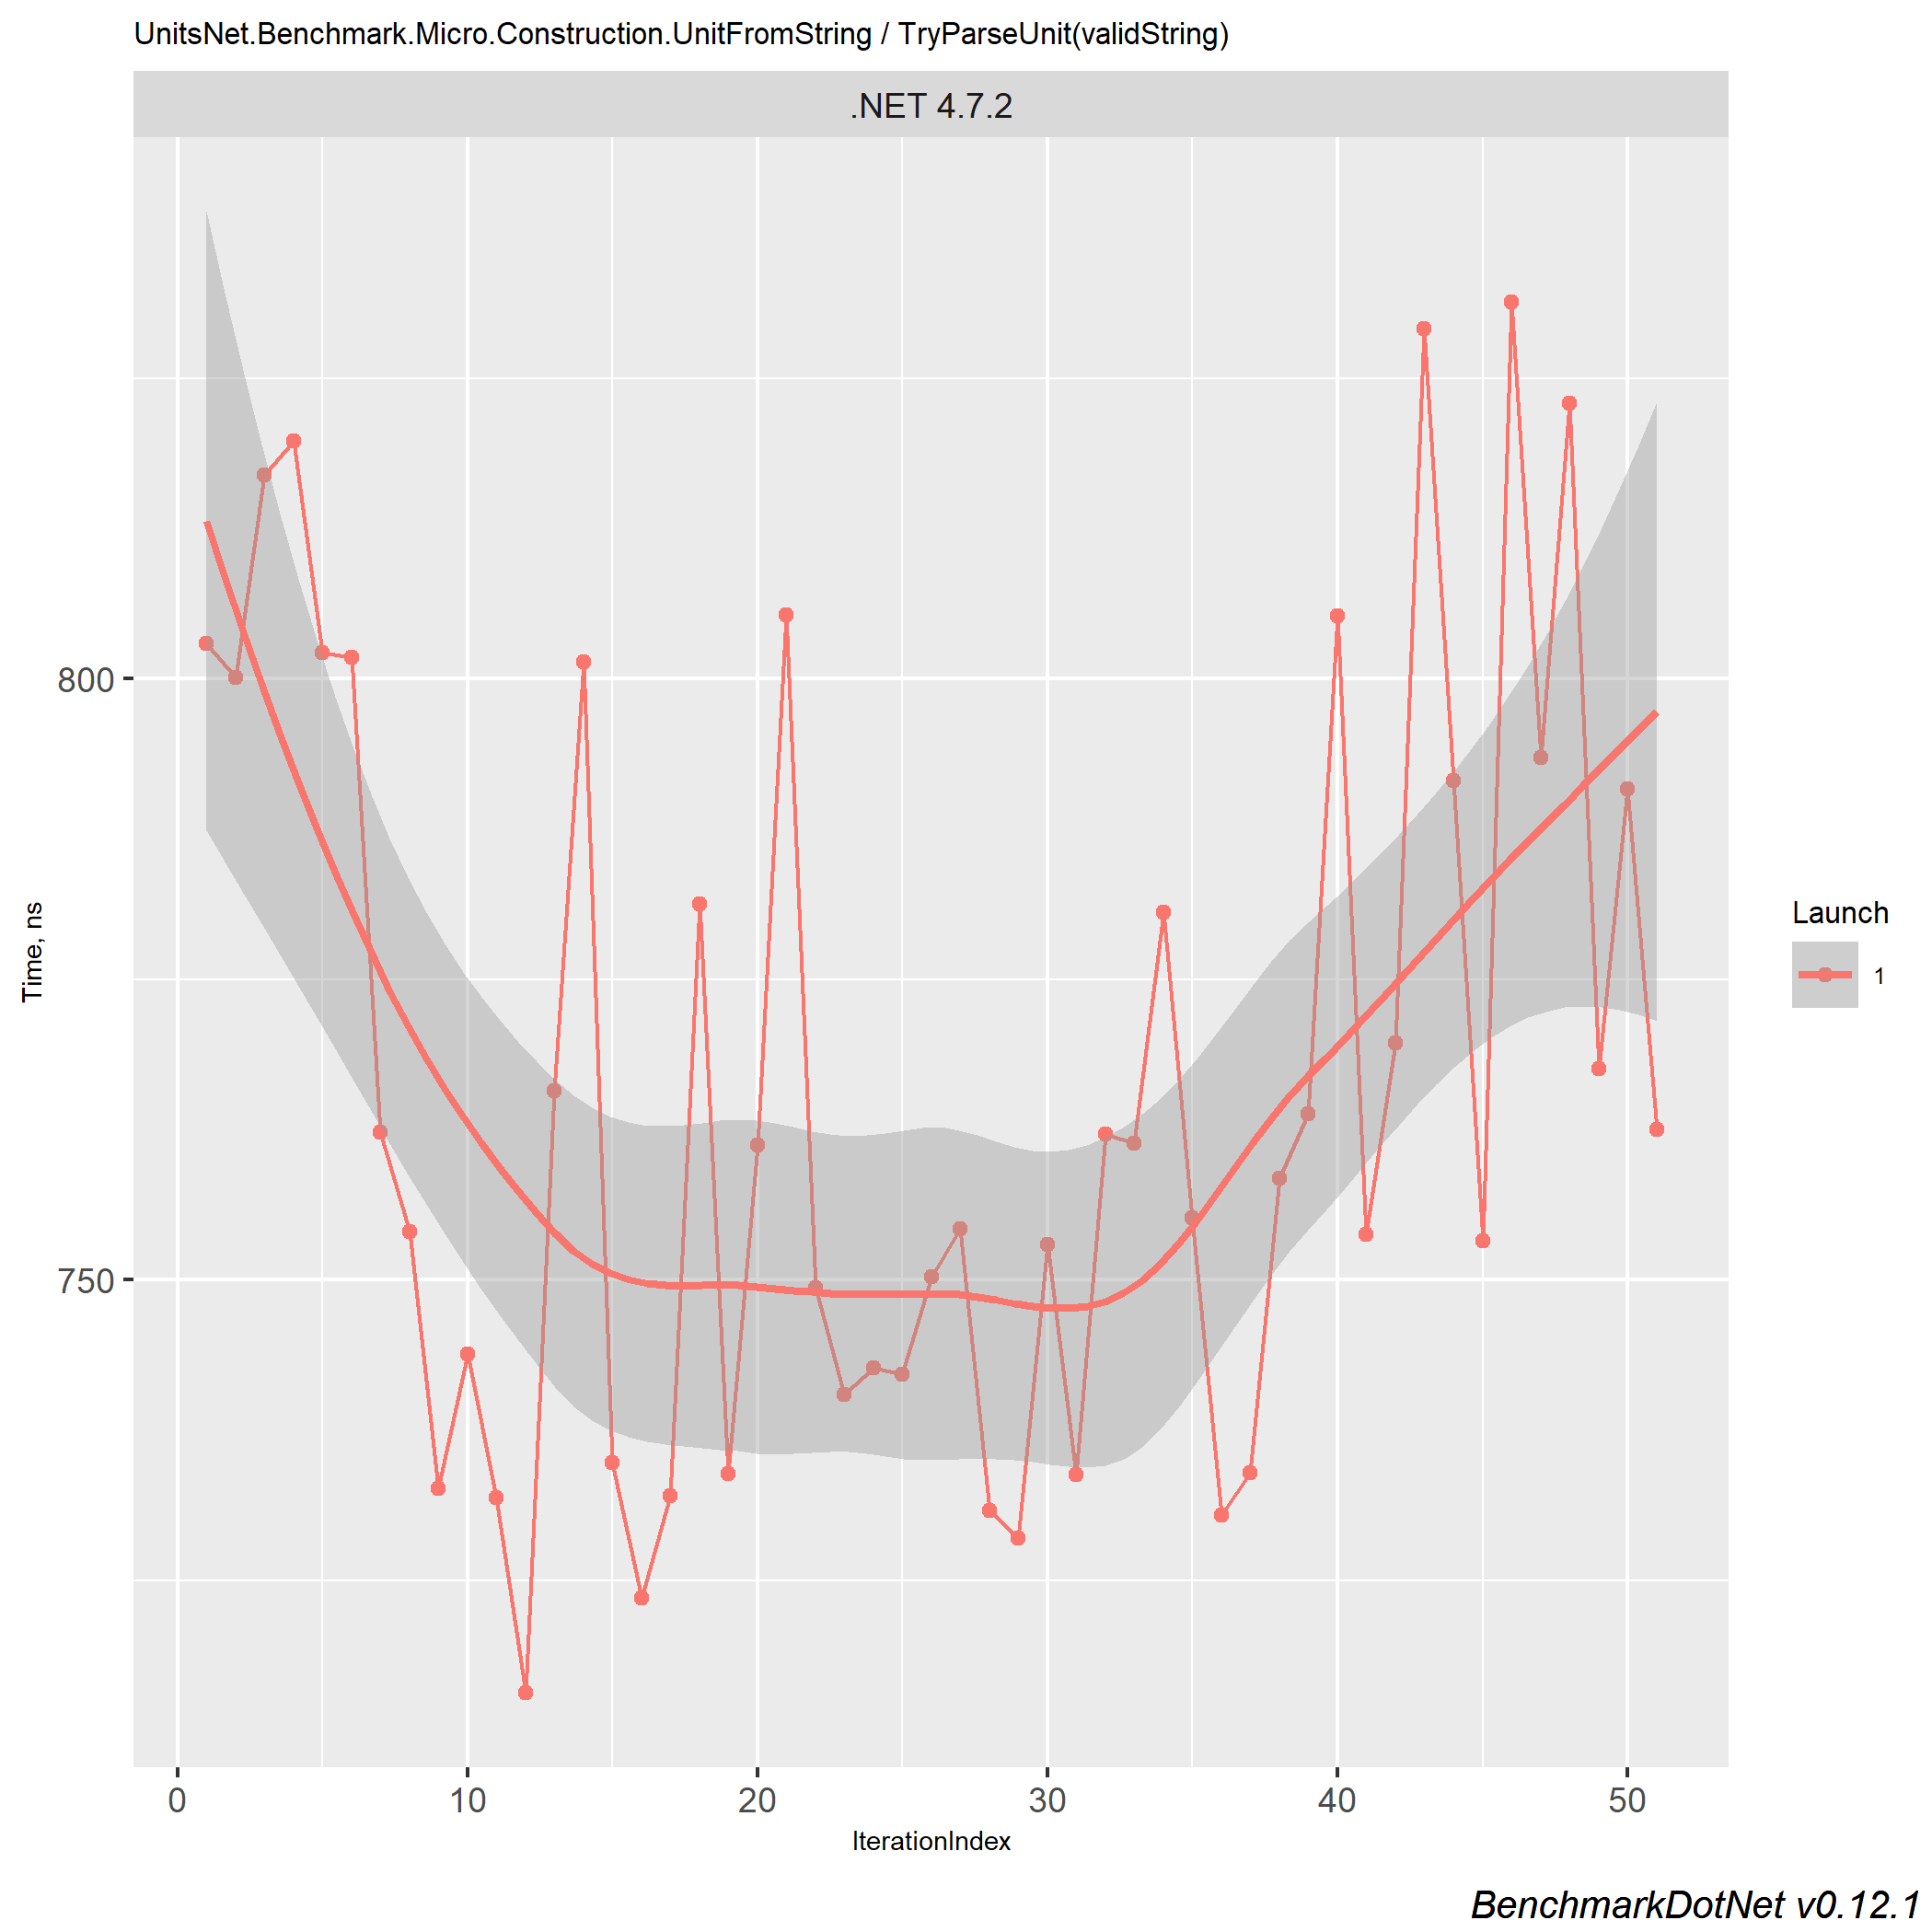 UnitsNet.Benchmark.Micro.Construction.UnitFromString / TryParseUnit(validString)
.NET 4.7.2
800
750
Time, ns
0 10 20 30 40 50
IterationIndex
Launch
1
BenchmarkDotNet v0.12.1